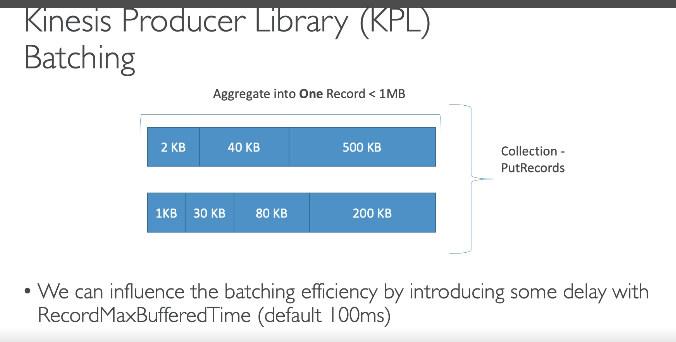 Kinesis Producer Library (KPL)
Batching
Aggregate into One Record < 1MB
2 KB 40 KB 500 KB
Collection -
PutRecords
1KB 30 KB 80 KB 200 KB
• We can influence the batching efficiency by introducing some delay with
RecordMaxBufferedTime (default 100ms)